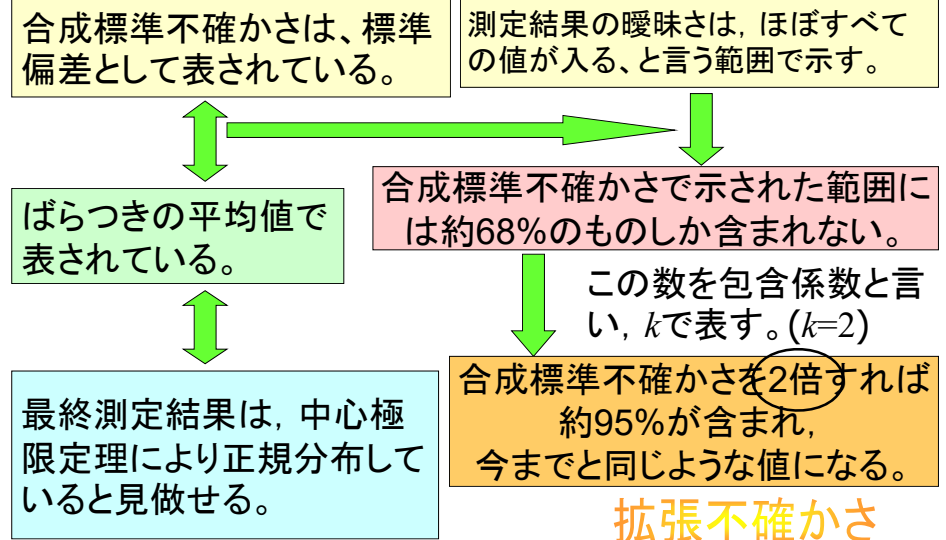 合成標準不確かさは、標準
偏差として表されている。
測定結果の曖昧さは，ほぼすべて
の値が入る、と言う範囲で示す。
ばらつきの平均値で
表されている。
合成標準不確かさで示された範囲に
は約68%のものしか含まれない。
この数を包含係数と言
い，kで表す。(k=2)
最終測定結果は，中心極
限定理により正規分布して
いると見做せる。
合成標準不確かさを2倍すれば
約95%が含まれ，
今までと同じような値になる。
拡張不確かさ